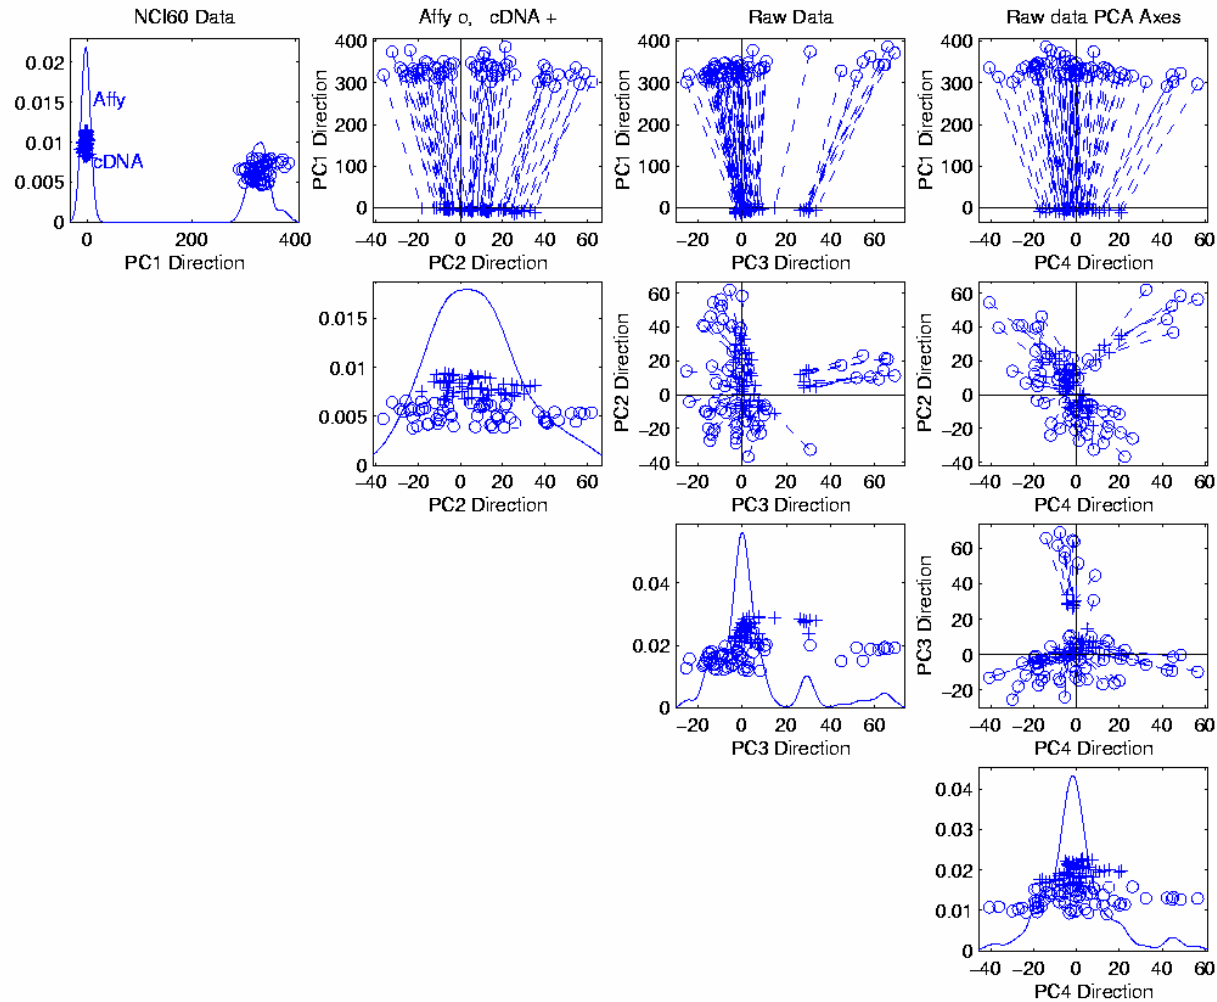 NCI60 Data
Affy o, cDNA +
Raw Data
Raw data PCA Axes
0.02
0.015
0.01
0.005
0
Affy
cDNA
0 200 400
PC1 Direction
400
300
200
100
0
PC1 Direction
−40 −20 0 20 40 60
PC2 Direction
400
300
200
100
0
PC1 Direction
−20 0 20 40 60
PC3 Direction
400
300
200
100
0
PC1 Direction
−40 −20 0 20 40 60
PC4 Direction
0.015
0.01
0.005
0
−40 −20 0 20 40 60
PC2 Direction
60
40
20
0
−20
−40
PC2 Direction
−20 0 20 40 60
PC3 Direction
60
40
20
0
−20
−40
PC2 Direction
−40 −20 0 20 40 60
PC4 Direction
0.04
0.02
0
−20 0 20 40 60
PC3 Direction
60
40
20
0
−20
PC3 Direction
−40 −20 0 20 40 60
PC4 Direction
0.04
0.03
0.02
0.01
0
−40 −20 0 20 40 60
PC4 Direction